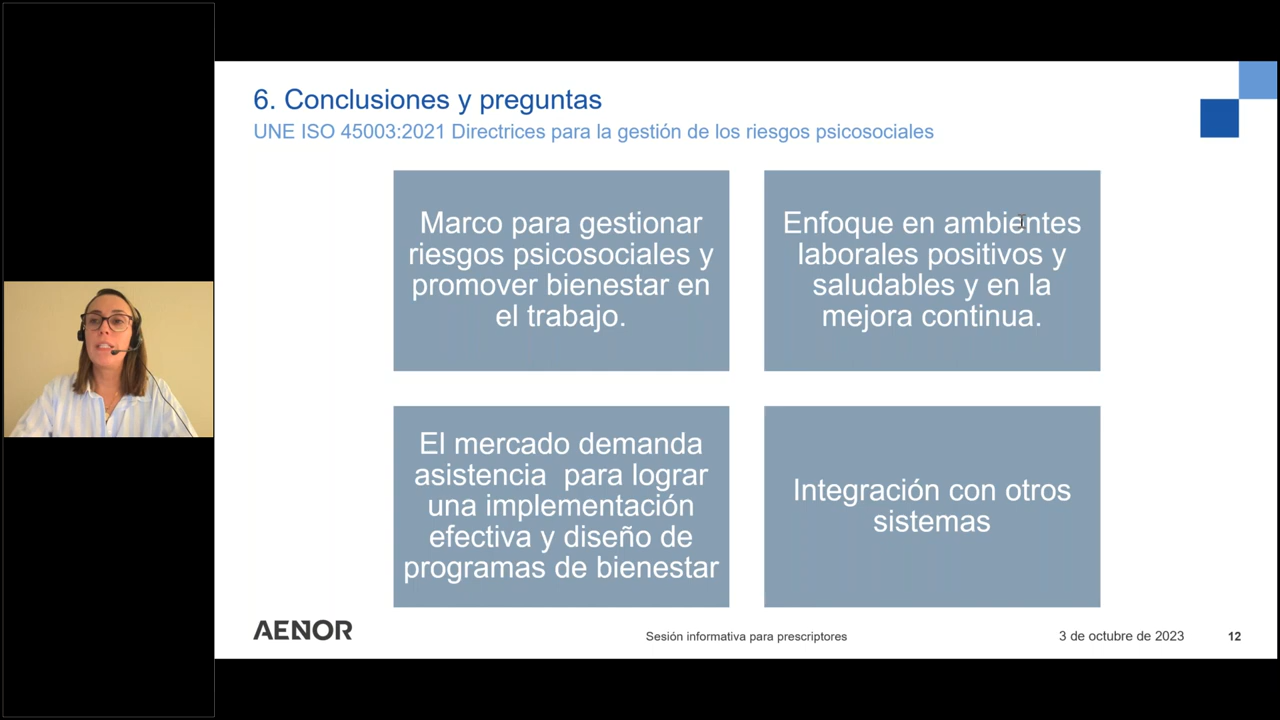 6. Conclusiones y preguntas
UNE ISO 45003:2021 Directrices para la gestión de los riesgos psicosociales
Marco para gestionar
riesgos psicosociales y
promover bienestar en
el trabajo.
Enfoque en ambientes
laborales positivos y
saludables y en la
mejora continua.
El mercado demanda
asistencia  para lograr
una implementación
efectiva y diseño de
programas de bienestar
Integración con otros
sistemas
AENOR
Sesión informativa para prescriptores
3 de octubre de 2023
12